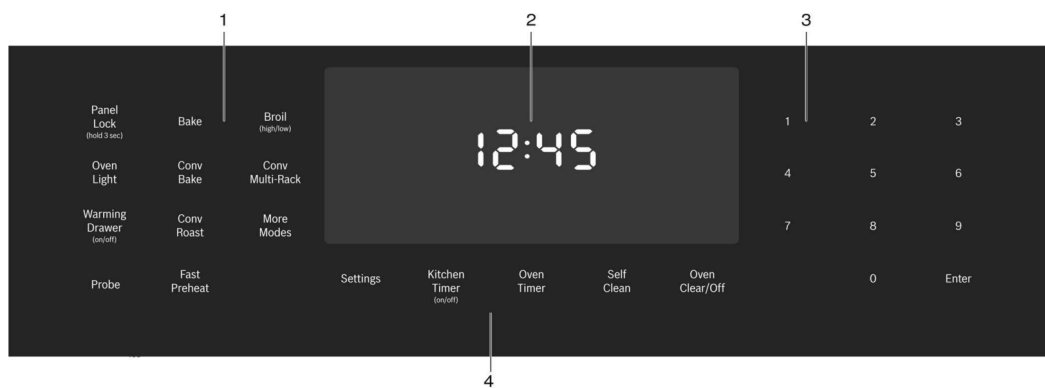 1 2 3
Panel
Lock
(hold 3 sec)
Bake
Broil
(high/low)
Oven
Light
Conv
Bake
Conv
Multi-Rack
Warming
Drawer
(on/off)
Conv
Roast
More
Modes
Probe
Fast
Preheat
12:45
Settings
Kitchen
Timer
(on/off)
Oven
Timer
Self
Clean
Oven
Clear/Off
1 2 3
4 5 6
7 8 9
0 Enter
4